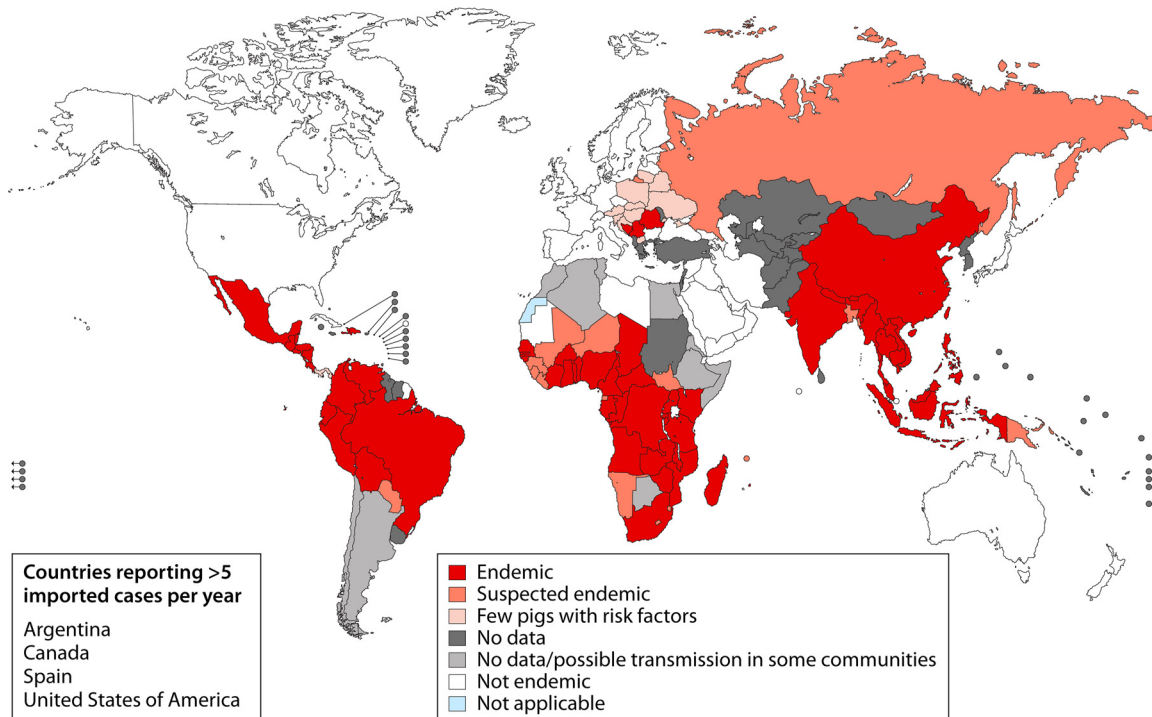 Countries reporting >5
imported cases per year
Argentina
Canada
Spain
United States of America
Endemic
Suspected endemic
Few pigs with risk factors
No data
No data/possible transmission in some communities
Not endemic
Not applicable